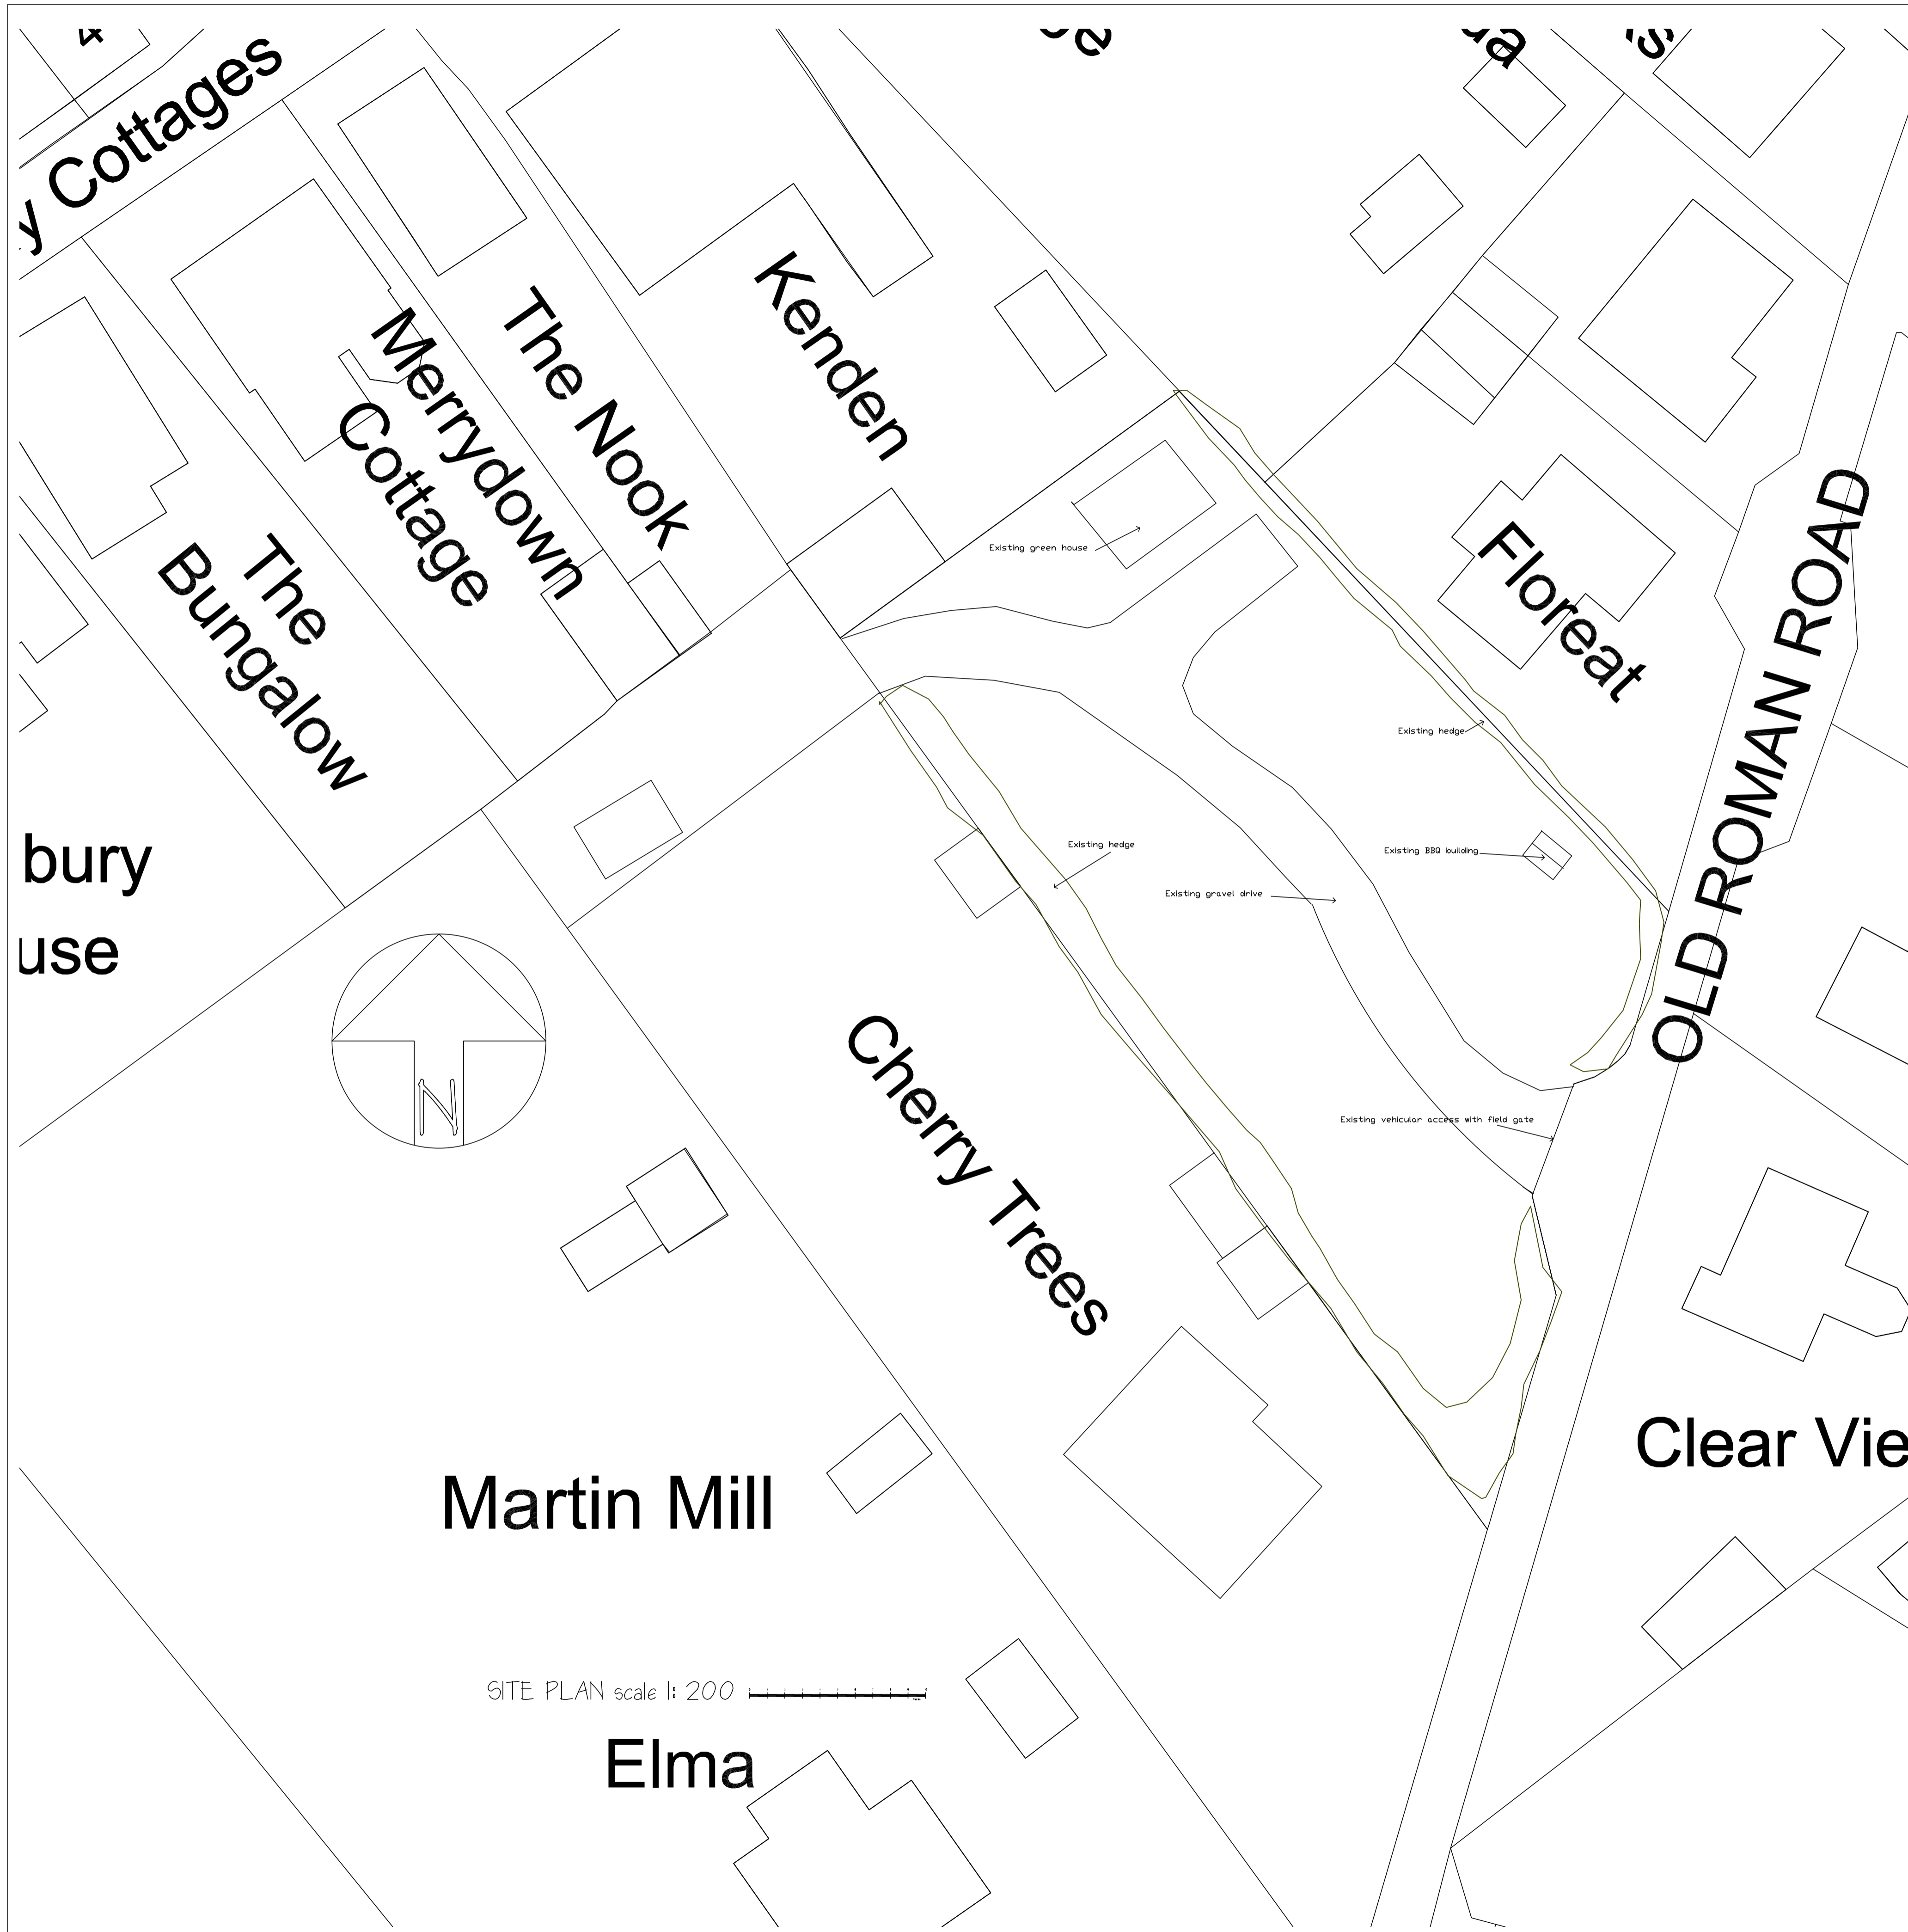 4
y Cottages
Kenden
The Nook
Merrydown
Cottage
The
Bungalow
Existing green house
Floreat
OLD ROMAN ROAD
Existing hedge
Existing hedge
Existing BBQ building
Existing gravel drive
bury
use
N
Cherry Trees
Existing vehicular access with field gate
Clear Vie
Martin Mill
SITE PLAN scale 1: 200
Elma